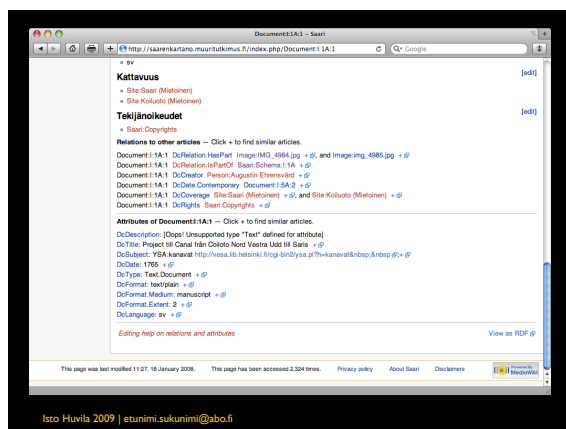 Document:I:1A:1 – Saari
http://saarenkartano.muuritutkimus.fi/index.php/Document:I:1A:1
Google
sv
Kattavuus [edit]
Site:Saari (Mietoinen)
Site:Koiluoto (Mietoinen)
Tekijänoikeudet [edit]
Saari:Copyrights
Relations to other articles — Click + to find similar articles.
Document:I:1A:1 DcRelation.HasPart Image:IMG_4984.jpg +, and Image:img_4985.jpg +
Document:I:1A:1 DcRelation.IsPartOf Saari:Schema:I:1A +
Document:I:1A:1 DcCreator Person:Augustin Ehrensvärd +
Document:I:1A:1 DcDate.Contemporary Document:I:5A:2 +
Document:I:1A:1 DcCoverage Site:Saari (Mietoinen) +, and Site:Koiluoto (Mietoinen) +
Document:I:1A:1 DcRights Saari:Copyrights +
Attributes of Document:I:1A:1 — Click + to find similar articles.
DcDescription: [Oops! Unsupported type "Text" defined for attribute]
DcTitle: Project till Canal från Coiloto Nord Vestra Udd till Saris +
DcSubject: YSA:kanavat http://vesa.lib.helsinki.fi/cgi-bin2/ysa.pl?h=kanavat&nbsp;&nbsp;+
DcDate: 1765 +
DcType: Text.Document +
DcFormat: text/plain +
DcFormat.Medium: manuscript +
DcFormat.Extent: 2 +
DcLanguage: sv +
Editing help on relations and attributes View as RDF
This page was last modified 11:27, 18 January 2008. This page has been accessed 2,324 times. Privacy policy About Saari Disclaimers Powered By MediaWiki
Isto Huvila 2009 | etunimi.sukunimi@abo.fi